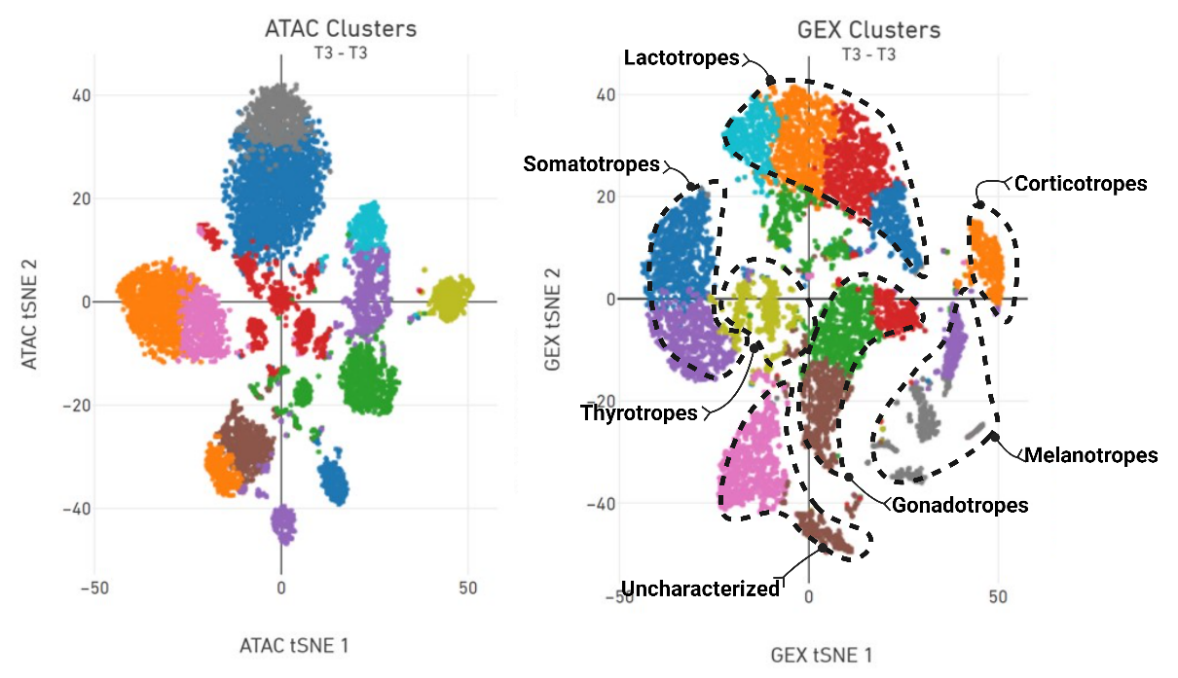 ATAC Clusters
T3 - T3
40
20
0
−20
−40
−50
0
50
ATAC tSNE 2
ATAC tSNE 1
GEX Clusters
T3 - T3
Lactotropes
Somatotropes
Corticotropes
Thyrotropes
Melanotropes
Gonadotropes
Uncharacterized
40
20
0
−20
−40
−50
0
50
GEX tSNE 2
GEX tSNE 1